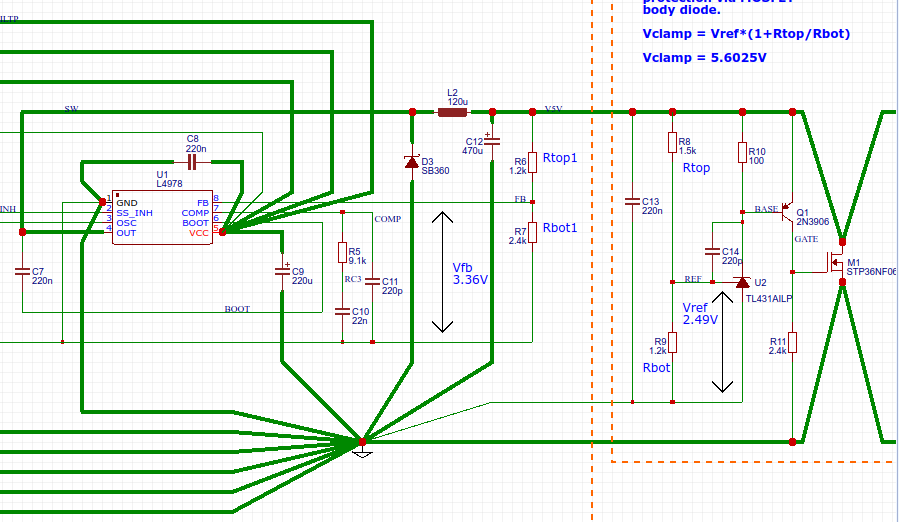 body diode.
Vclamp = Vref*(1+Rtop/Rbot)
Vclamp = 5.6025V
SW
L2
120u
V5V
C8
220n
U1
L4978
1 GND
2 SS_INH
3 OSC
4 OUT
FB 8
COMP 7
BOOT 6
VCC 5
INH
C7
220n
BOOT
C9
220u
R5
9.1k
RC3
C10
22n
C11
220p
COMP
D3
SB360
C12
470u
R6
1.2k
Rtop1
FB
R7
2.4k
Rbot1
Vfb
3.36V
C13
220n
R8
1.5k
Rtop
R10
100
BASE
Q1
2N3906
GATE
C14
220p
REF
U2
TL431AILP
Vref
2.49V
R9
1.2k
Rbot
R11
2.4k
M1
STP36NF06